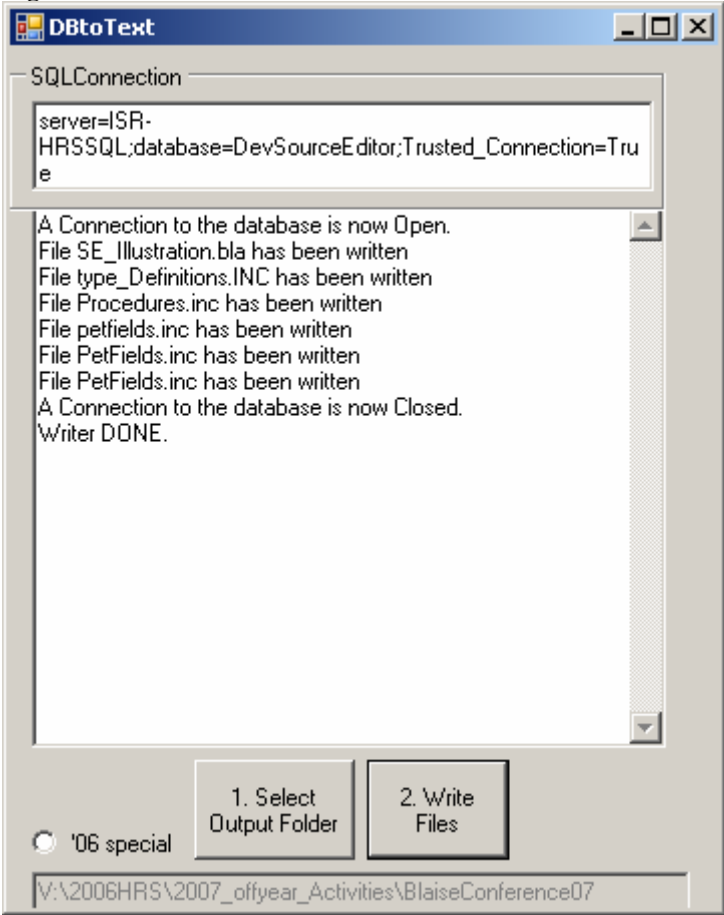 DBtoText
SQLConnection
server=ISR-
HRSSQL;database=DevSourceEditor;Trusted_Connection=Tru
e
A Connection to the database is now Open.
File SE_Illustration.bla has been written
File type_Definitions.INC has been written
File Procedures.inc has been written
File petfields.inc has been written
File PetFields.inc has been written
File PetFields.inc has been written
A Connection to the database is now Closed.
Writer DONE.
1. Select
Output Folder
2. Write
Files
'06 special
V:\2006HRS\2007_offyear_Activities\BlaiseConference07